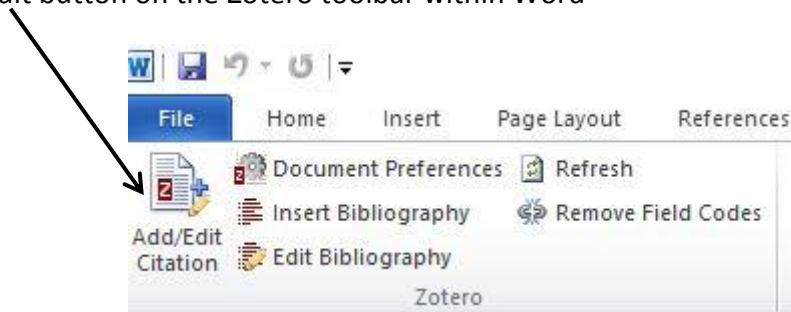 button on the Zotero toolbar within Word
W
File Home Insert Page Layout References
Document Preferences Refresh
Insert Bibliography Remove Field Codes
Add/Edit
Citation
Edit Bibliography
Zotero